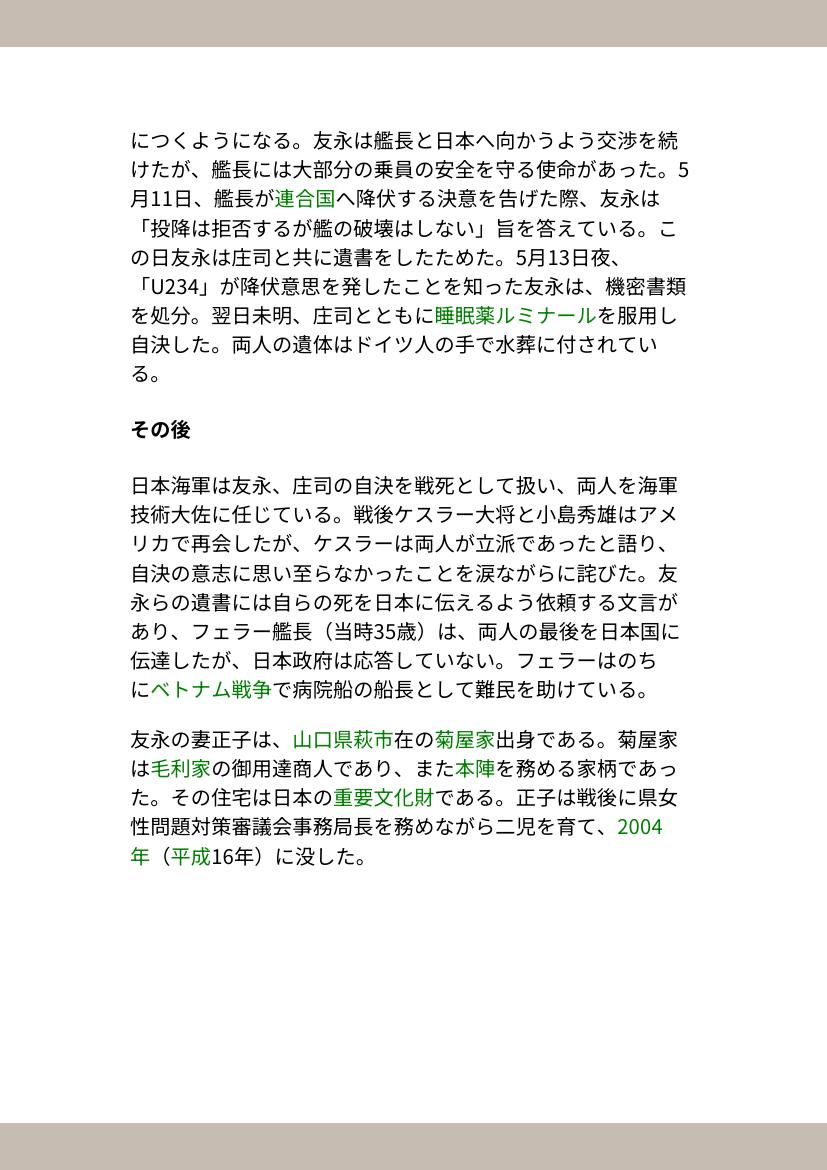 につくようになる。友永は艦長と日本へ向かうよう交渉を続
けたが、艦長には大部分の乗員の安全を守る使命があった。5
月11日、艦長が連合国へ降伏する決意を告げた際、友永は
「投降は拒否するが艦の破壊はしない」旨を答えている。こ
の日友永は庄司と共に遺書をしたためた。5月13日夜、
「U234」が降伏意思を発したことを知った友永は、機密書類
を処分。翌日未明、庄司とともに睡眠薬ルミナールを服用し
自決した。両人の遺体はドイツ人の手で水葬に付されてい
る。
その後
日本海軍は友永、庄司の自決を戦死として扱い、両人を海軍
技術大佐に任じている。戦後ケスラー大将と小島秀雄はアメ
リカで再会したが、ケスラーは両人が立派であったと語り、
自決の意志に思い至らなかったことを涙ながらに詫びた。友
永らの遺書には自らの死を日本に伝えるよう依頼する文言が
あり、フェラー艦長（当時35歳）は、両人の最後を日本国に
伝達したが、日本政府は応答していない。フェラーはのち
にベトナム戦争で病院船の船長として難民を助けている。
友永の妻正子は、山口県萩市在の菊屋家出身である。菊屋家
は毛利家の御用達商人であり、また本陣を務める家柄であっ
た。その住宅は日本の重要文化財である。正子は戦後に県女
性問題対策審議会事務局長を務めながら二児を育て、2004
年（平成16年）に没した。